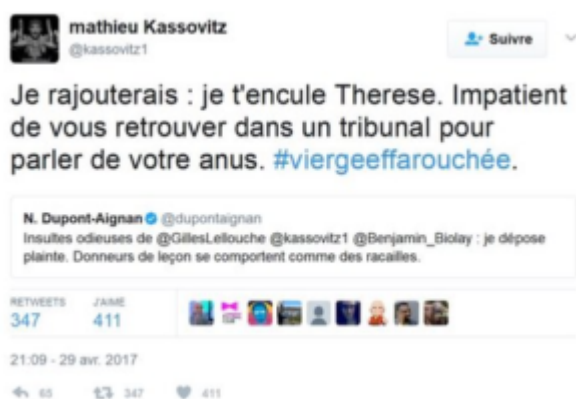 mathieu Kassovitz
@kassovitz1
Suivre
Je rajouterais : je t'encule Therese. Impatient
de vous retrouver dans un tribunal pour
parler de votre anus. #viergeeffarouchée.
N. Dupont-Aignan @dupontaignan
Insultes odieuses de @GillesLellouche @kassovitz1 @Benjamin_Biolay : je dépose
plainte. Donneurs de leçon se comportent comme des racailles.
RETWEETS J'AIME
347 411
21:09 - 29 avr. 2017
65 347 411